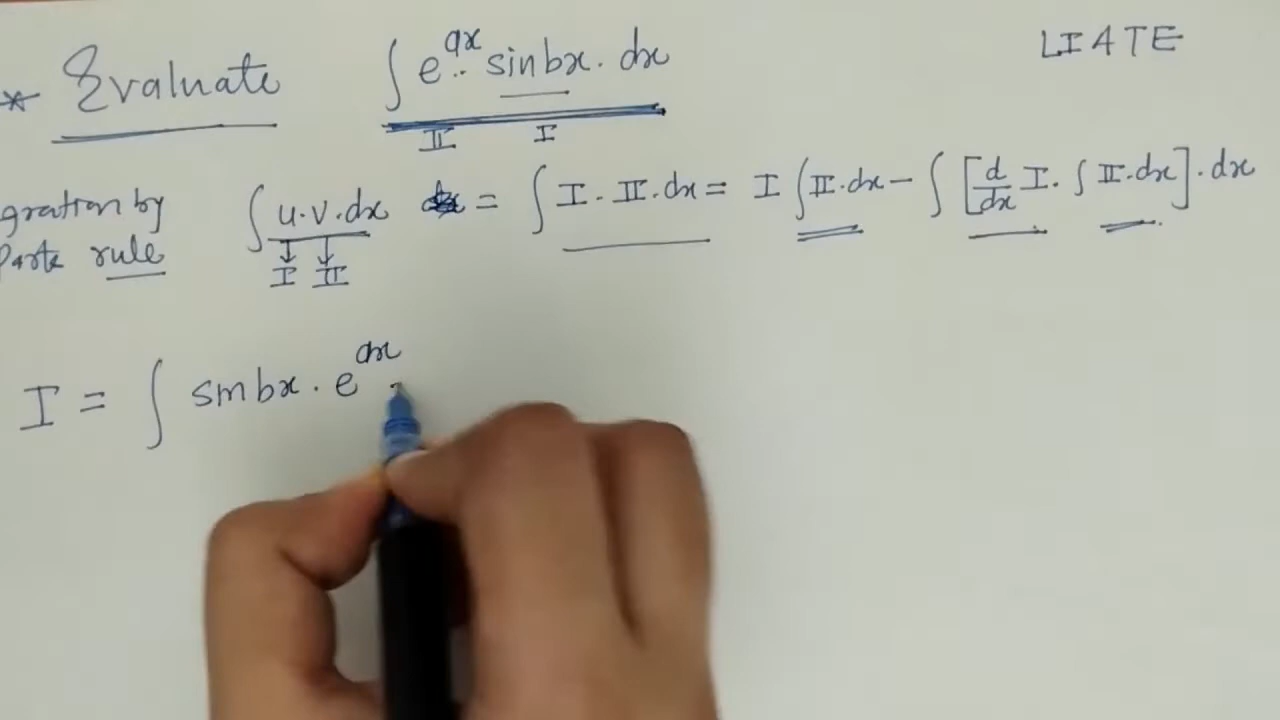 * Evaluate ∫ e^{ax}. sinbx. dx LIATE
II I
gration by ∫ u.v.dx = ∫ I. II. dx = I ∫ II.dx - ∫ [d/dx I. ∫ II.dx]. dx
Parts rule I II
I = ∫ sinbx. e^{ax}